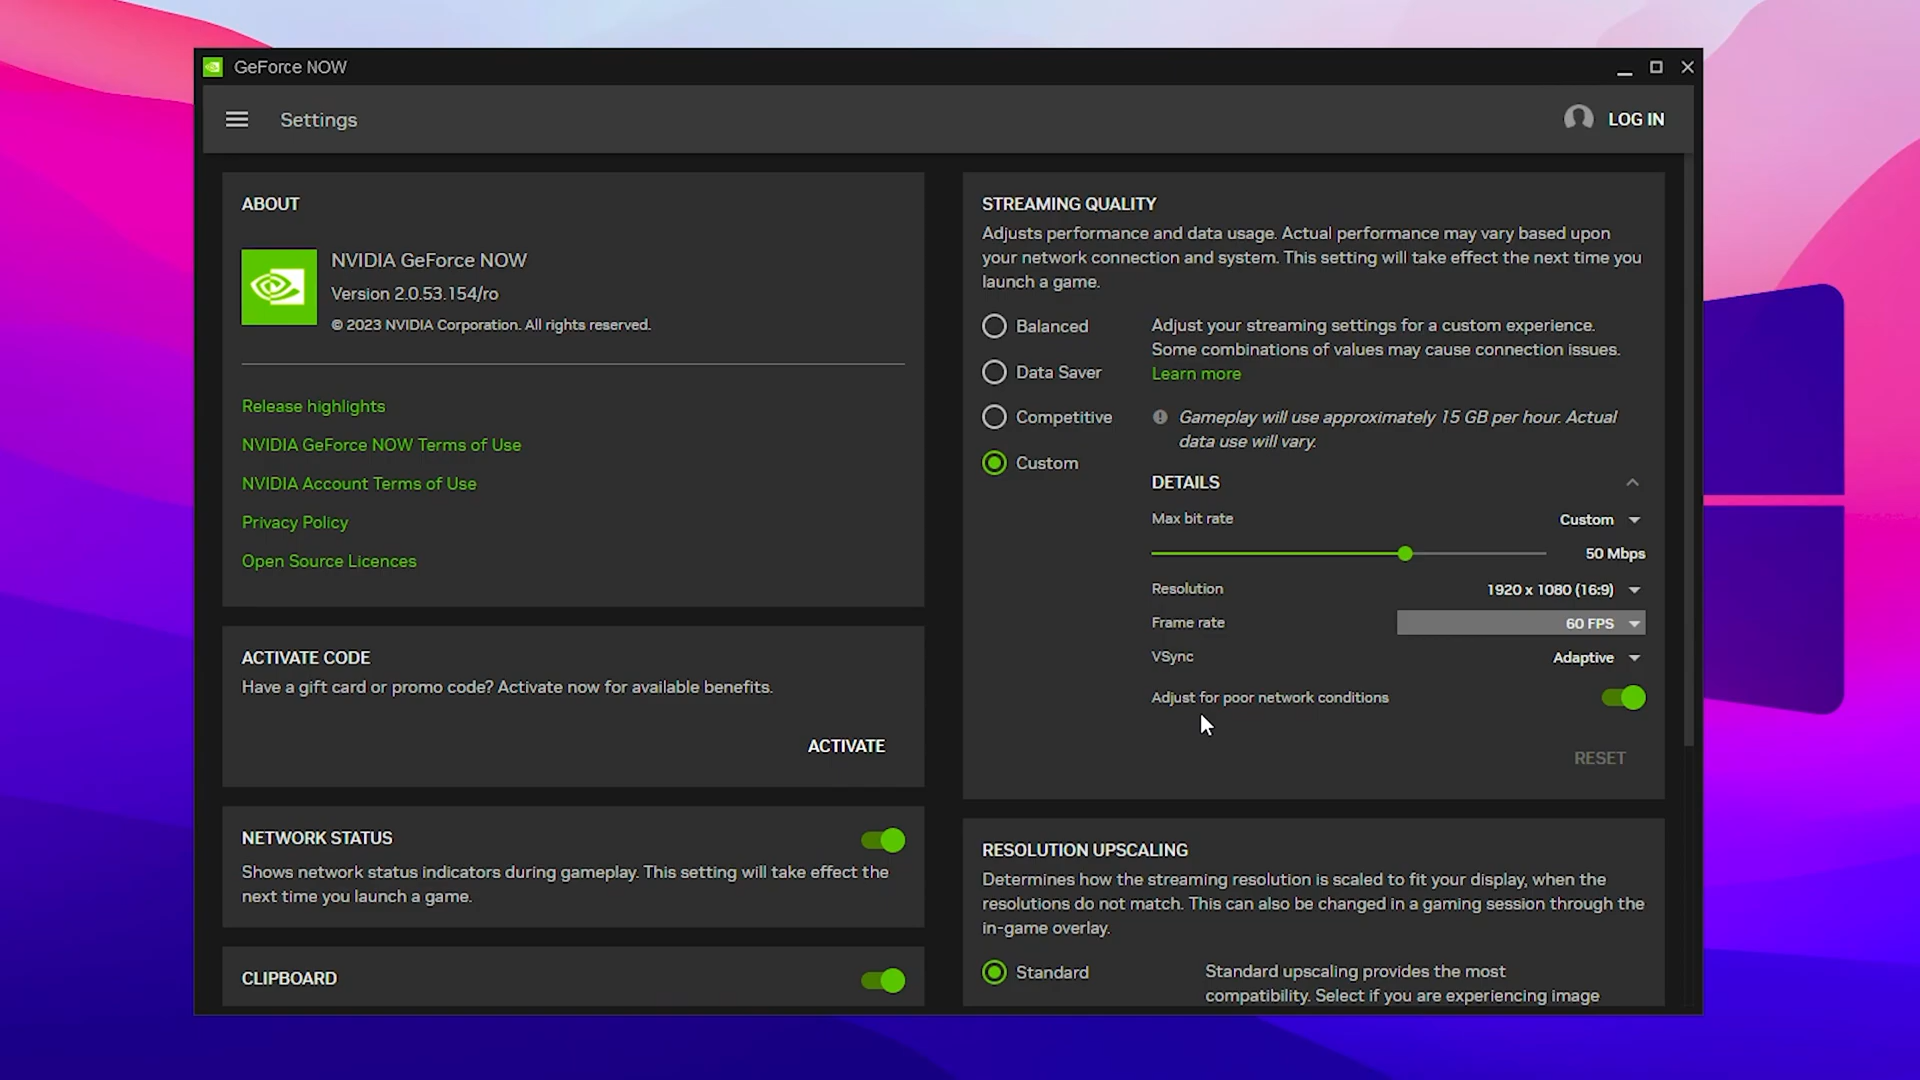 GeForce NOW
Settings
LOG IN
ABOUT
NVIDIA GeForce NOW
Version 2.0.53.154/ro
© 2023 NVIDIA Corporation. All rights reserved.
Release highlights
NVIDIA GeForce NOW Terms of Use
NVIDIA Account Terms of Use
Privacy Policy
Open Source Licences
ACTIVATE CODE
Have a gift card or promo code? Activate now for available benefits.
ACTIVATE
NETWORK STATUS
Shows network status indicators during gameplay. This setting will take effect the
next time you launch a game.
CLIPBOARD
STREAMING QUALITY
Adjusts performance and data usage. Actual performance may vary based upon
your network connection and system. This setting will take effect the next time you
launch a game.
Balanced
Data Saver
Competitive
Custom
Adjust your streaming settings for a custom experience.
Some combinations of values may cause connection issues.
Learn more
Gameplay will use approximately 15 GB per hour. Actual
data use will vary.
DETAILS
Max bit rate Custom
50 Mbps
Resolution 1920 x 1080 (16:9)
Frame rate 60 FPS
VSync Adaptive
Adjust for poor network conditions
RESET
RESOLUTION UPSCALING
Determines how the streaming resolution is scaled to fit your display, when the
resolutions do not match. This can also be changed in a gaming session through the
in-game overlay.
Standard
Standard upscaling provides the most
compatibility. Select if you are experiencing image